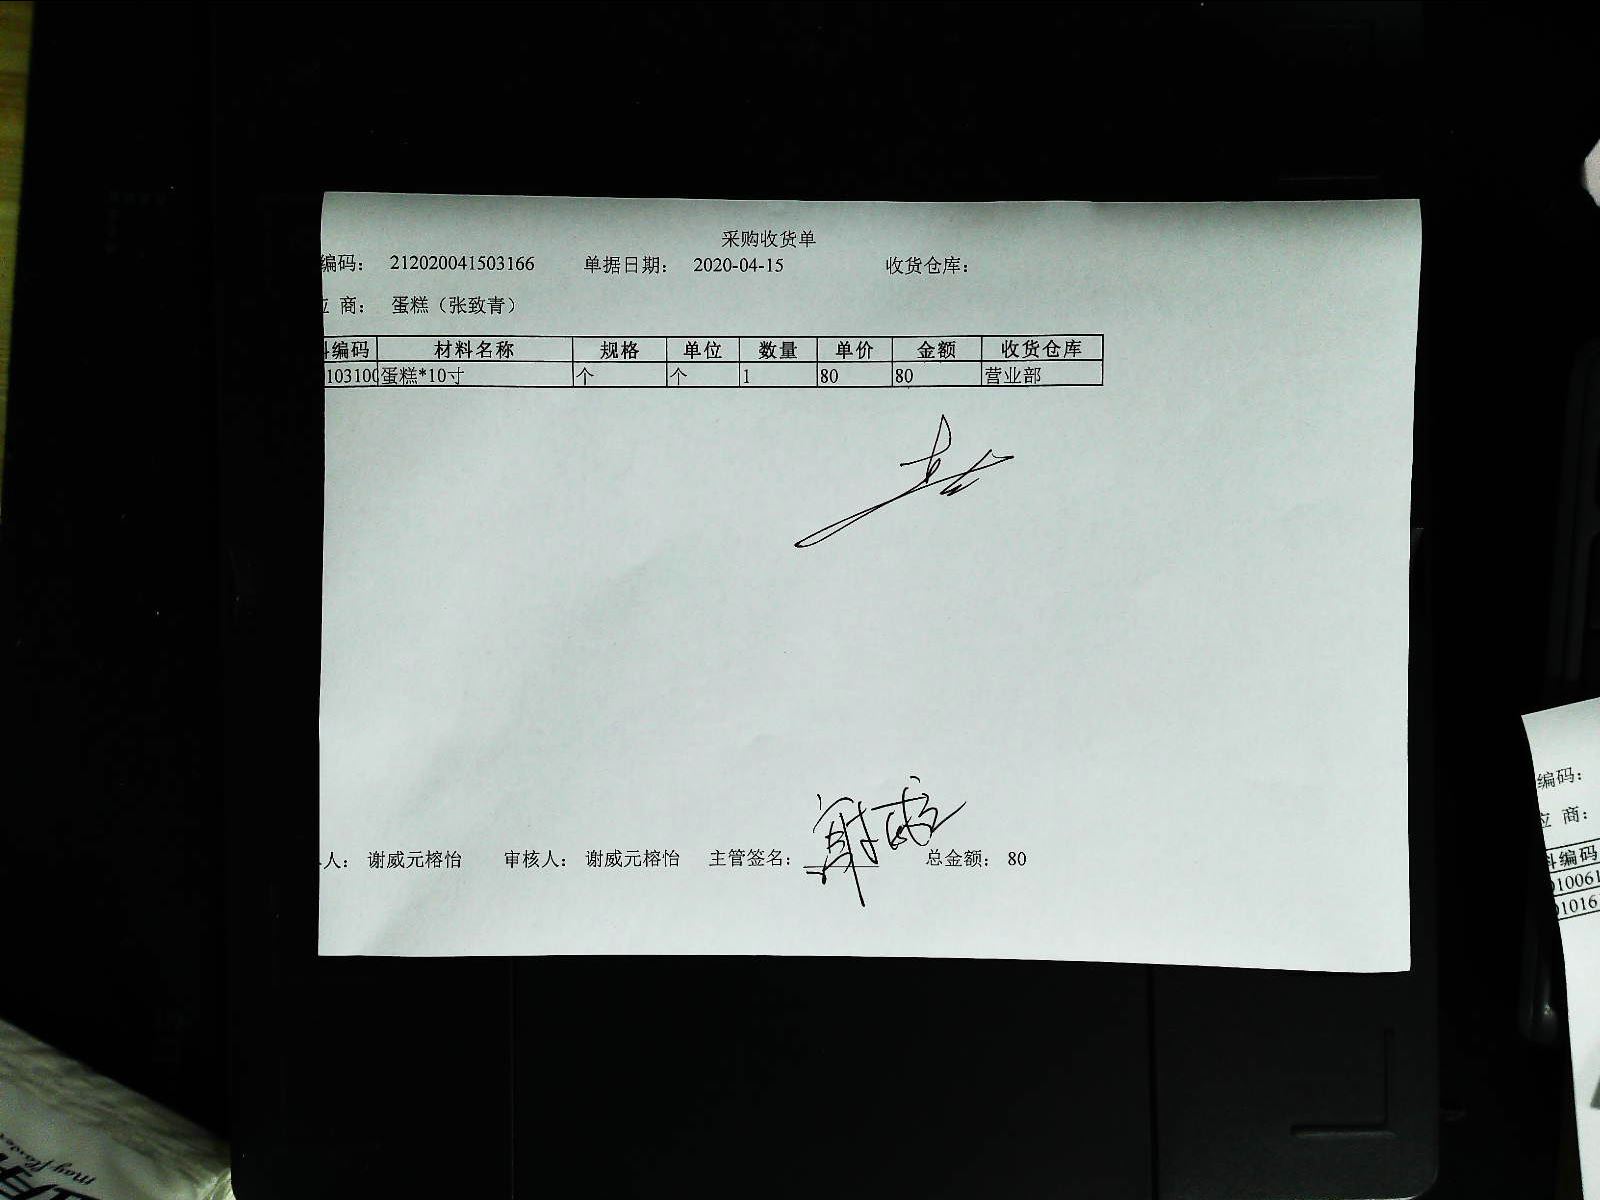 采购收货单
编码： 212020041503166 单据日期： 2020-04-15 收货仓库：
商： 蛋糕（张致青）
编码 材料名称 规格 单位 数量 单价 金额 收货仓库
103100 蛋糕*10寸 个 个 1 80 80 营业部
人： 谢威元榕怡 审核人： 谢威元榕怡 主管签名： 总金额： 80
编码：
应 商：
料编码
010061
01016